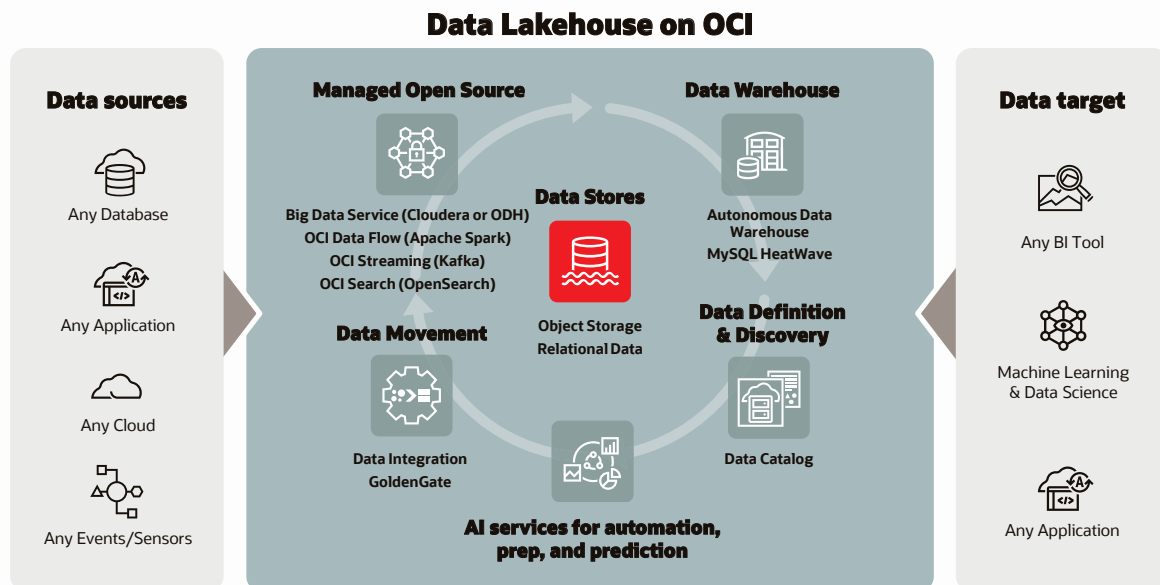 Data Lakehouse on OCI
Data sources
Any Database
Any Application
Any Cloud
Any Events/Sensors
Managed Open Source
Big Data Service (Cloudera or ODH)
OCI Data Flow (Apache Spark)
OCI Streaming (Kafka)
OCI Search (OpenSearch)
Data Warehouse
Autonomous Data
Warehouse
MySQL HeatWave
Data Stores
Object Storage
Relational Data
Data Movement
Data Integration
GoldenGate
Data Definition
& Discovery
Data Catalog
AI services for automation,
prep, and prediction
Data target
Any BI Tool
Machine Learning
& Data Science
Any Application